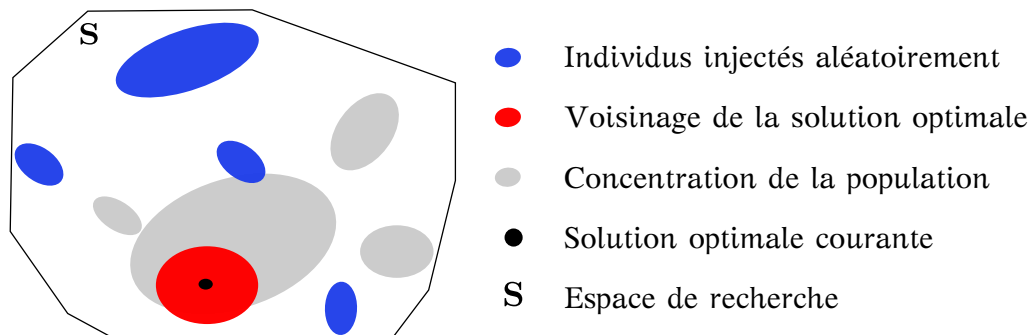 S
Individus injectés aléatoirement
Voisinage de la solution optimale
Concentration de la population
Solution optimale courante
S Espace de recherche